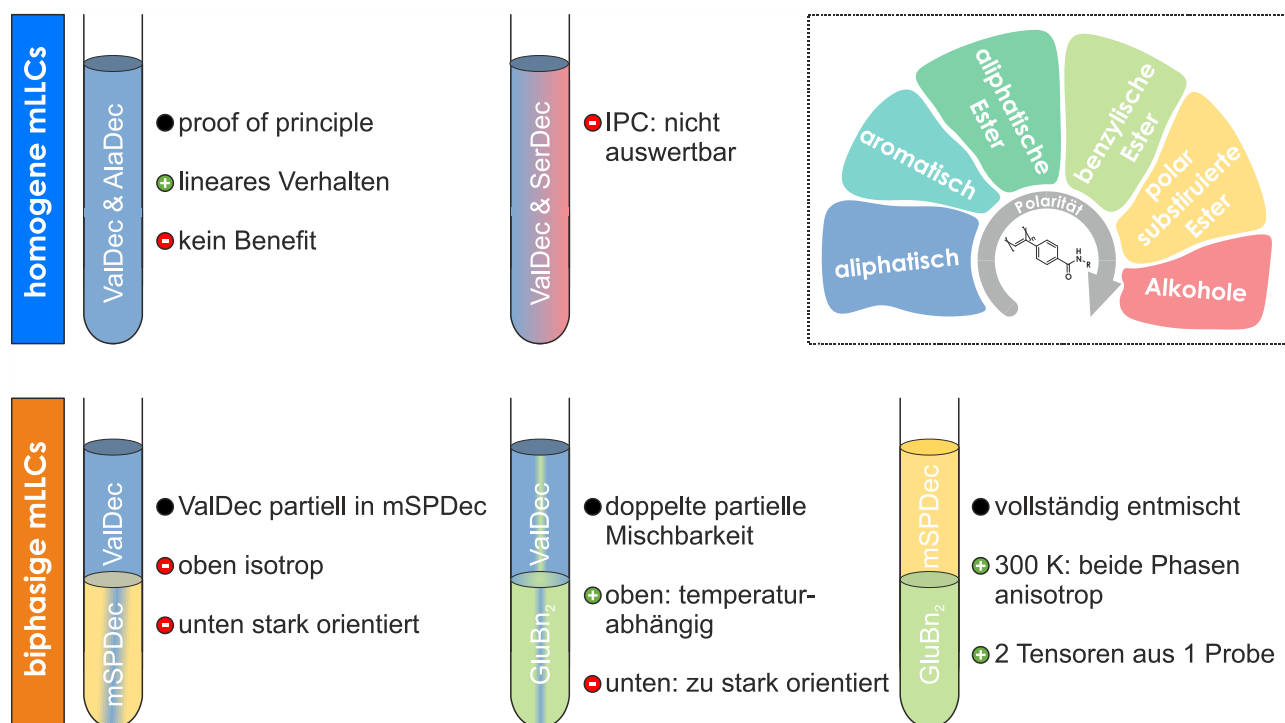 homogene mLLCs
ValDec & AlaDec
proof of principle
lineares Verhalten
kein Benefit
ValDec & SerDec
IPC: nicht
auswertbar
aliphatisch
aromatisch
aliphatische
Ester
benzylische
Ester
polar
substiruierte
Ester
Alkohole
Polarität
n
O
H
N
R
biphasige mLLCs
ValDec
mSPDec
ValDec partiell in mSPDec
oben isotrop
unten stark orientiert
ValDec
GluBn₂
doppelte partielle
Mischbarkeit
oben: temperatur-
abhängig
unten: zu stark orientiert
mSPDec
GluBn₂
vollständig entmischt
300 K: beide Phasen
anisotrop
2 Tensoren aus 1 Probe